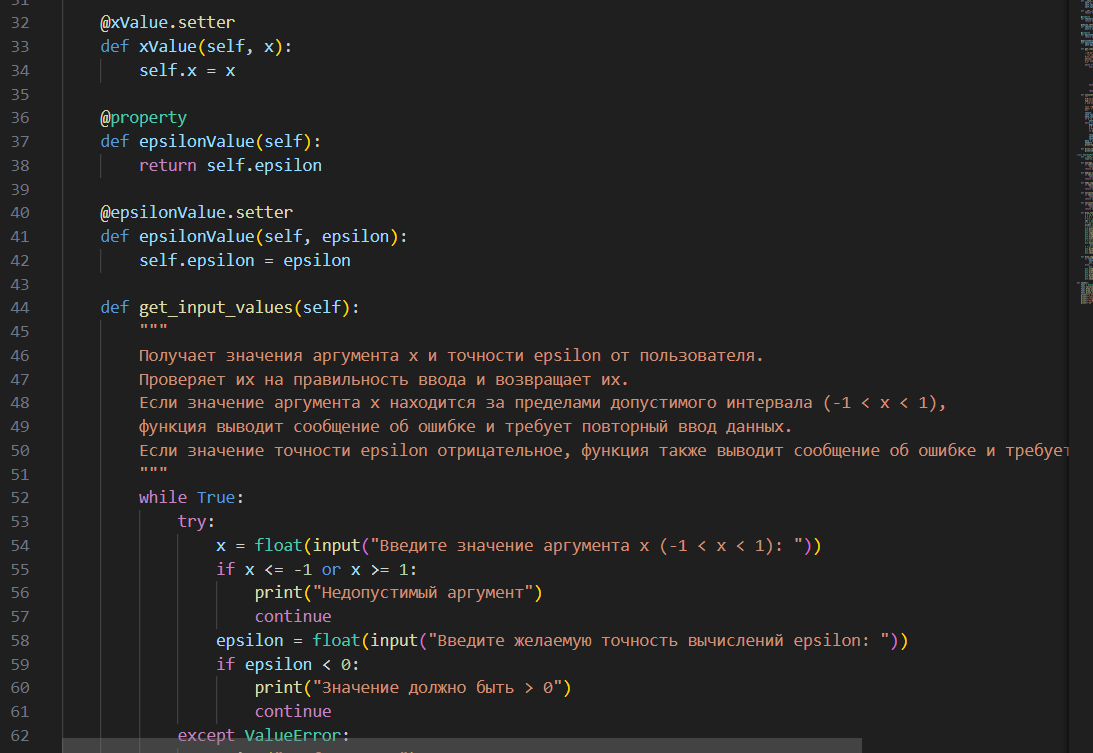 32 @xValue.setter
33 def xValue(self, x):
34 self.x = x
35
36 @property
37 def epsilonValue(self):
38 return self.epsilon
39
40 @epsilonValue.setter
41 def epsilonValue(self, epsilon):
42 self.epsilon = epsilon
43
44 def get_input_values(self):
45 """
46 Получает значения аргумента x и точности epsilon от пользователя.
47 Проверяет их на правильность ввода и возвращает их.
48 Если значение аргумента x находится за пределами допустимого интервала (-1 < x < 1),
49 функция выводит сообщение об ошибке и требует повторный ввод данных.
50 Если значение точности epsilon отрицательное, функция также выводит сообщение об ошибке и требует
51 """
52 while True:
53 try:
54 x = float(input("Введите значение аргумента x (-1 < x < 1): "))
55 if x <= -1 or x >= 1:
56 print("Недопустимый аргумент")
57 continue
58 epsilon = float(input("Введите желаемую точность вычислений epsilon: "))
59 if epsilon < 0:
60 print("Значение должно быть > 0")
61 continue
62 except ValueError: